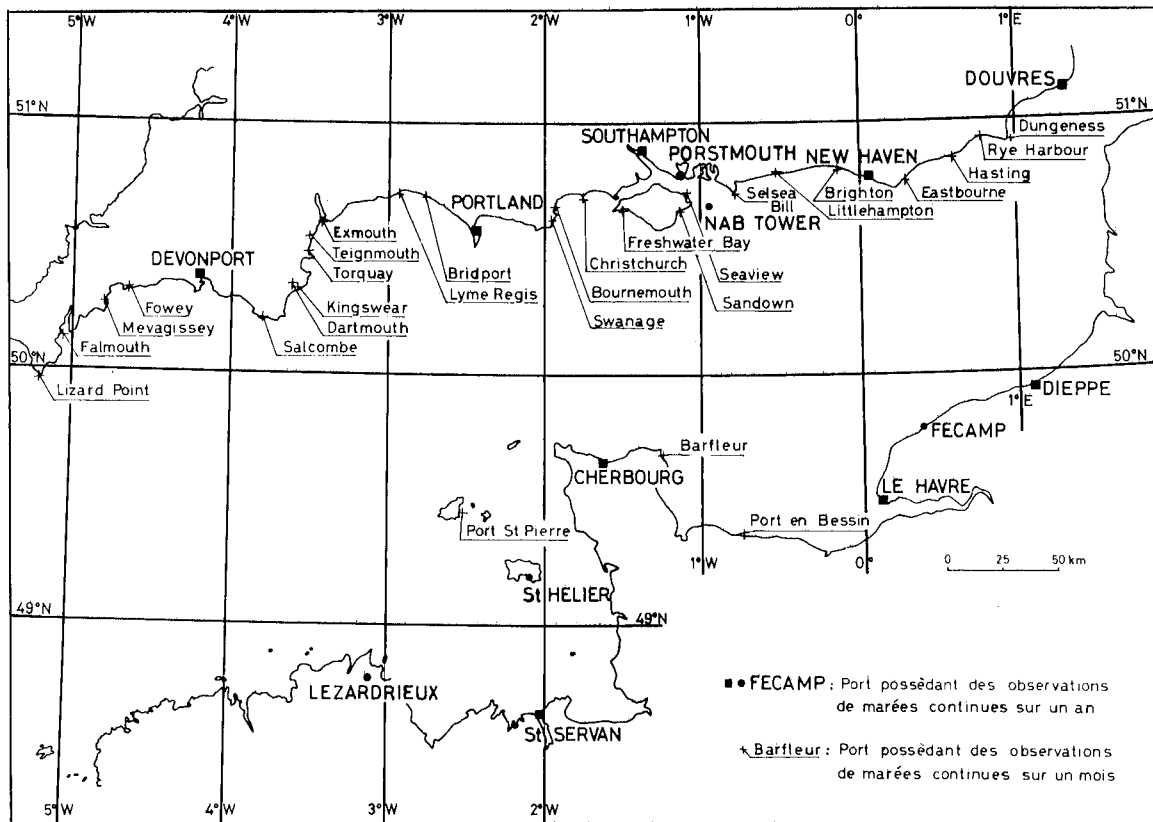 5°W
4°W
3°W
2°W
1°W
0°
1°E
DOUVRES
51°N
51°N
Dungeness
SOUTHAMPTON
PORSTMOUTH
NEW HAVEN
Rye Harbour
Hasting
Eastbourne
Brighton
Littlehampton
Selsea
Bill
NAB TOWER
PORTLAND
Exmouth
Teignmouth
Torquay
Freshwater Bay
Christchurch
Seaview
DEVONPORT
Bridport
Lyme Regis
Bournemouth
Sandown
Swanage
Fowey
Mevagissey
Falmouth
Kingswear
Dartmouth
Salcombe
50°N
50°N
Lizard Point
DIEPPE
1°E
FECAMP
Barfleur
CHERBOURG
LE HAVRE
Port St Pierre
Port en Bessin
1°W
0°
0 25 50 km
St HELIER
49°N
49°N
LEZARDRIEUX
St SERVAN
FECAMP : Port possèdant des observations
de marées continues sur un an
Barfleur : Port possèdant des observations
de marées continues sur un mois
5°W
4°W
3°W
2°W